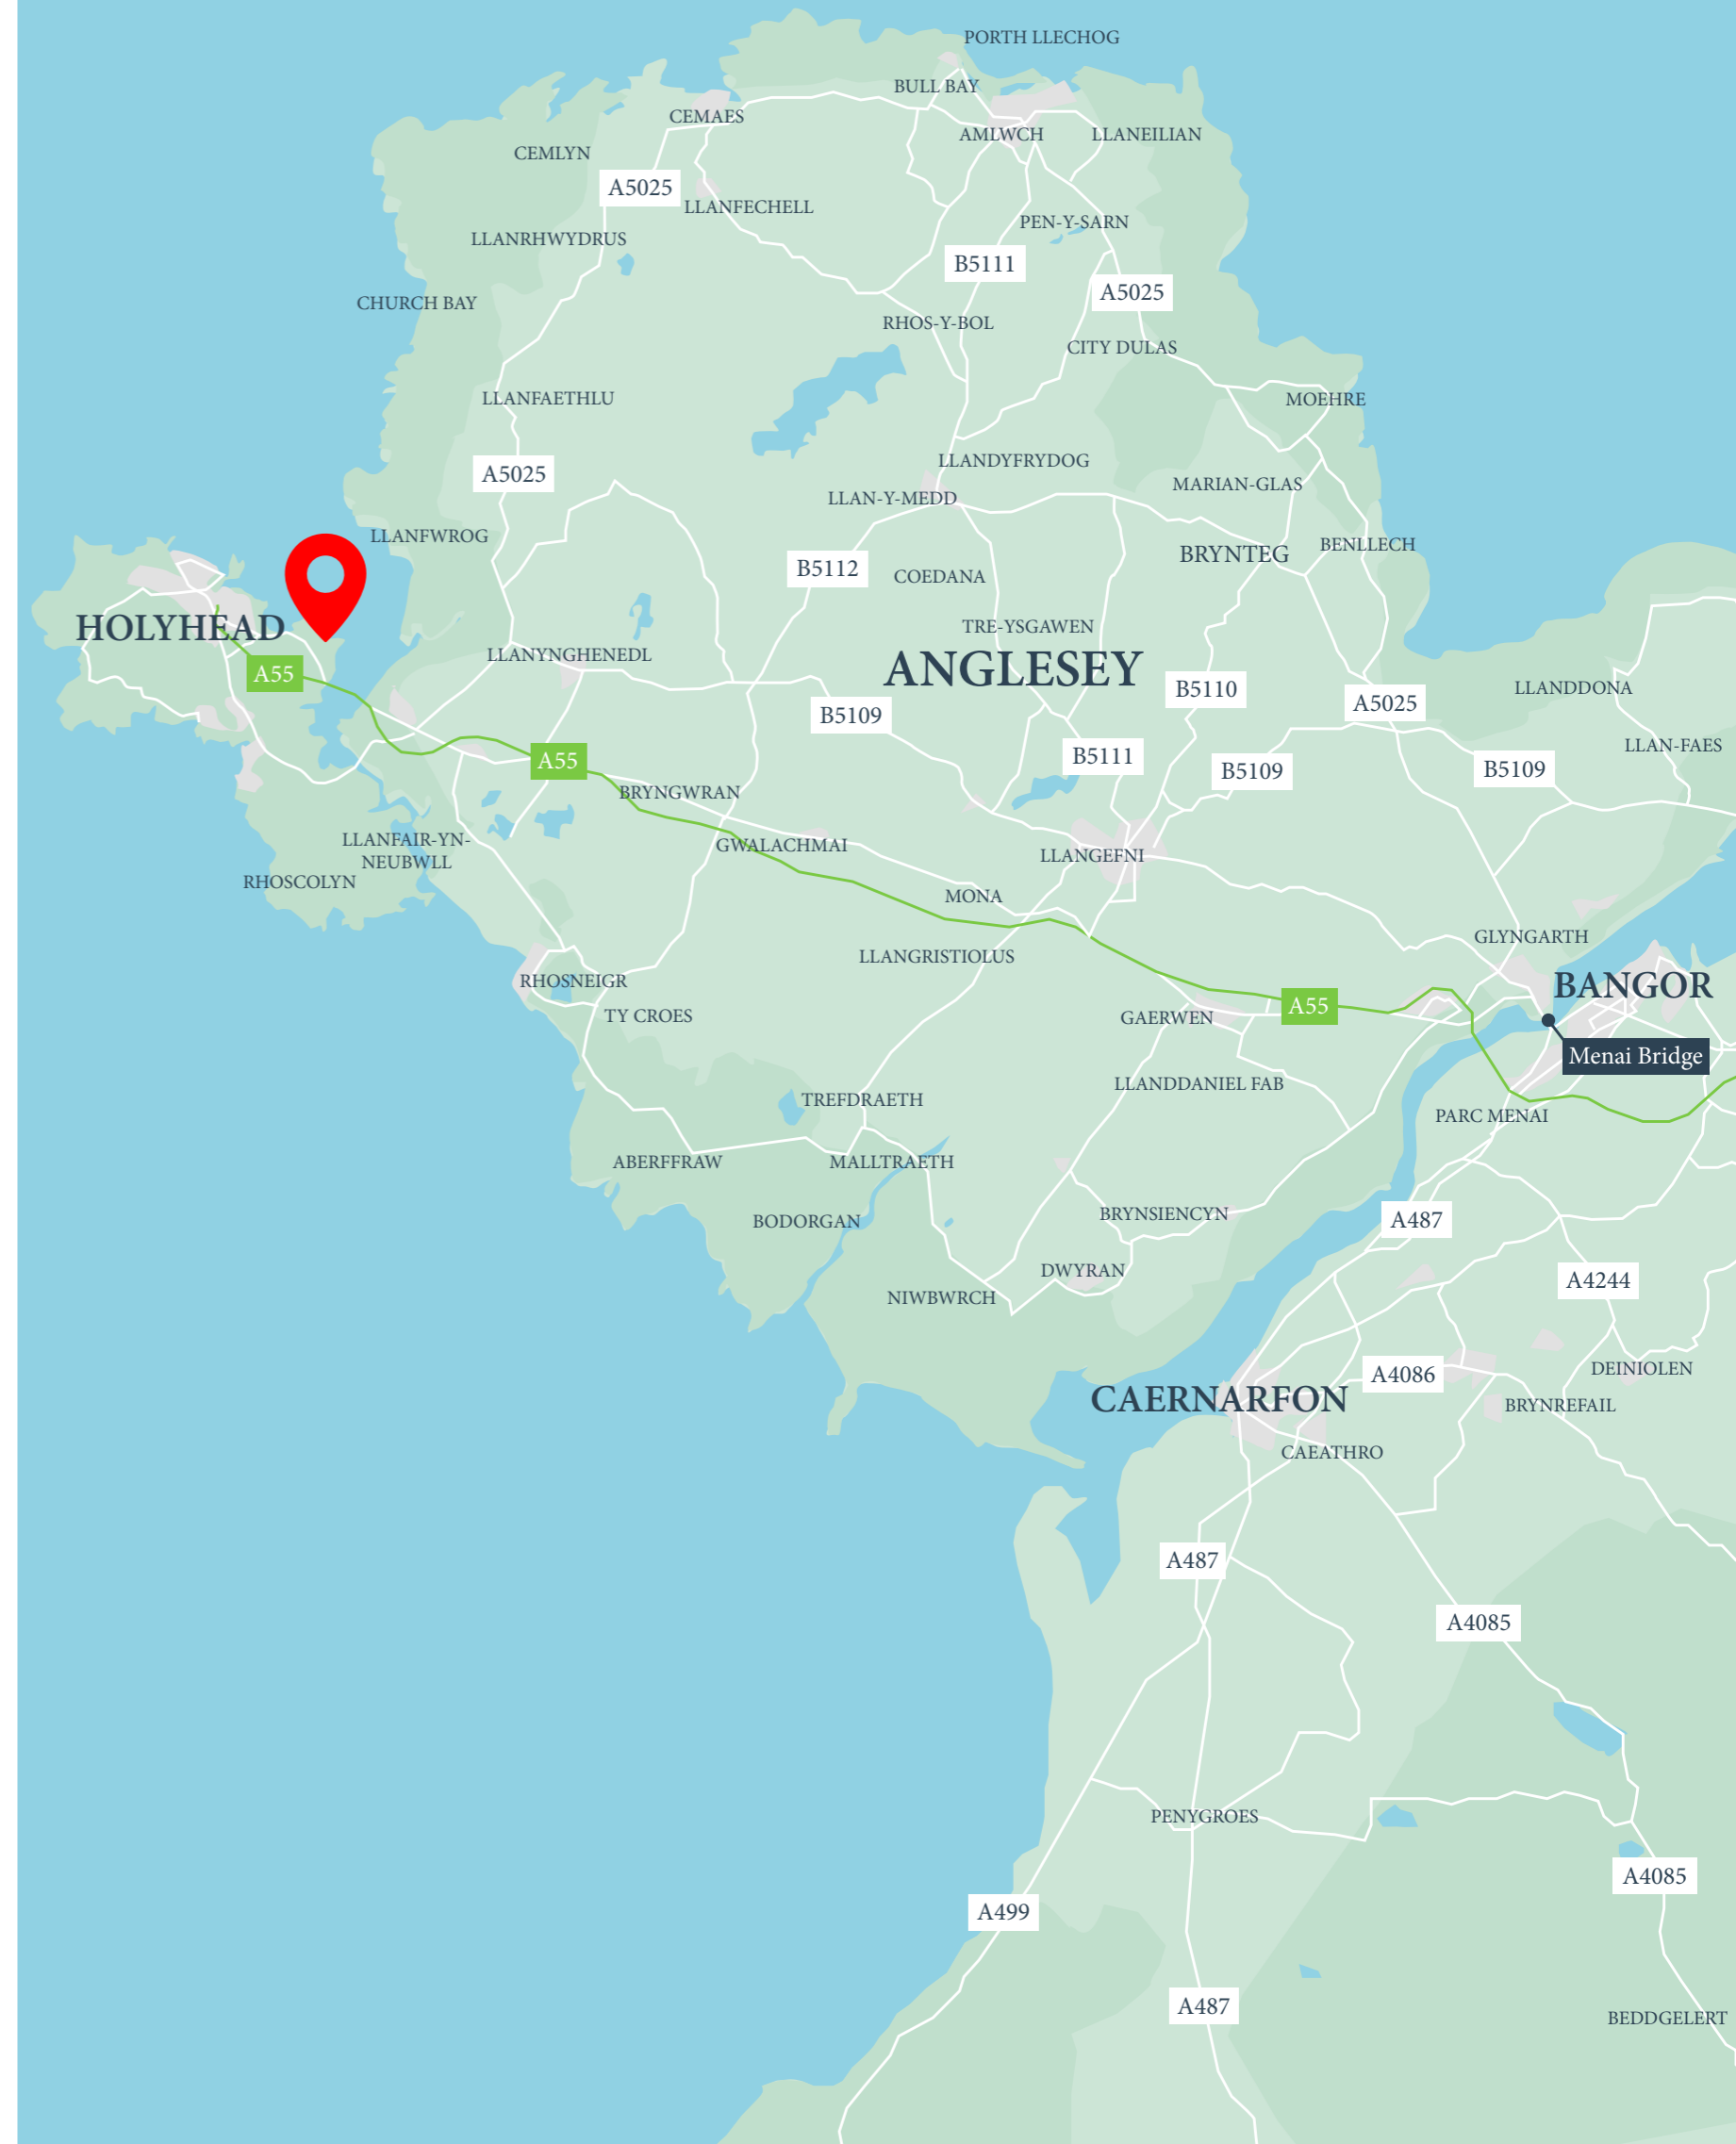 PORTH LLECHOG
BULL BAY
CEMAES
AMLWCH
LLANEILIAN
CEMLYN
A5025
LLANFECHELL
PEN-Y-SARN
LLANRHWYDRUS
B5111
A5025
CHURCH BAY
RHOS-Y-BOL
CITY DULAS
LLANFAETHLU
MOEHRE
LLANDYFRYDOG
A5025
MARIAN-GLAS
LLAN-Y-MEDD
LLANFWROG
BENLLECH
BRYNTEG
B5112
COEDANA
HOLYHEAD
TRE-YSGAWEN
LLANYNGHENEDL
ANGLESEY
A55
B5110
LLANDDONA
A5025
B5109
LLAN-FAES
B5111
A55
B5109
B5109
BRYNGWRAN
LLANFAIR-YN-
NEUBWLL
GWALACHMAI
LLANGEFNI
RHOSCOLYN
MONA
GLYNGARTH
LLANGRISTIOLUS
RHOSNEIGR
BANGOR
A55
TY CROES
GAERWEN
Menai Bridge
LLANDDANIEL FAB
TREFDRAETH
PARC MENAI
ABERFFRAW
MALLTRAETH
BODORGAN
BRYNSIENCYN
A487
DWYRAN
A4244
NIWBWRCH
DEINIOLEN
A4086
CAERNARFON
BRYNREFAIL
CAEATHRO
A487
A4085
PENYGROES
A4085
A499
A487
BEDDGELERT